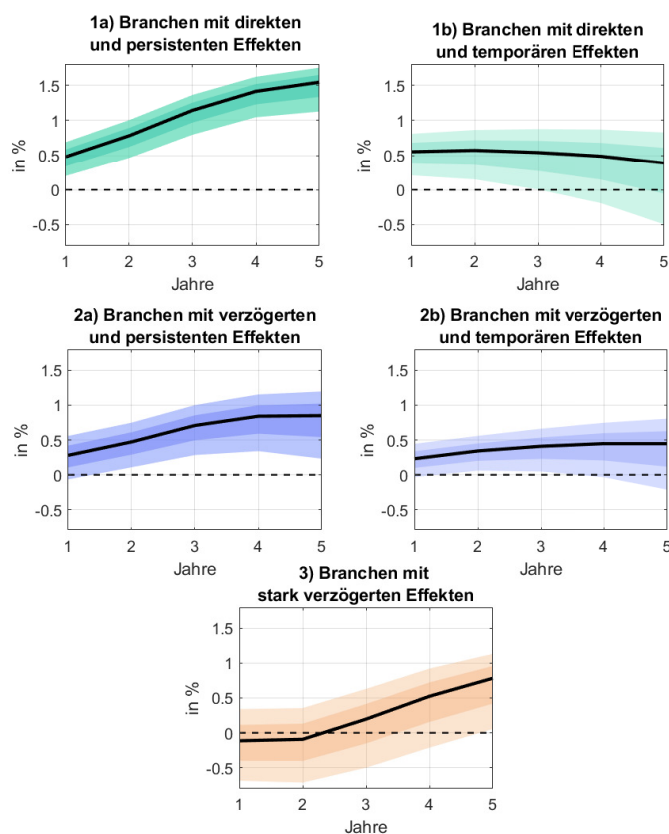 1a) Branchen mit direkten
und persistenten Effekten
1.5
1
0.5
0
-0.5
in %
1
2
3
4
5
Jahre
1b) Branchen mit direkten
und temporären Effekten
1.5
1
0.5
0
-0.5
in %
1
2
3
4
5
Jahre
2a) Branchen mit verzögerten
und persistenten Effekten
1.5
1
0.5
0
-0.5
in %
1
2
3
4
5
Jahre
2b) Branchen mit verzögerten
und temporären Effekten
1.5
1
0.5
0
-0.5
in %
1
2
3
4
5
Jahre
3) Branchen mit
stark verzögerten Effekten
1.5
1
0.5
0
-0.5
in %
1
2
3
4
5
Jahre